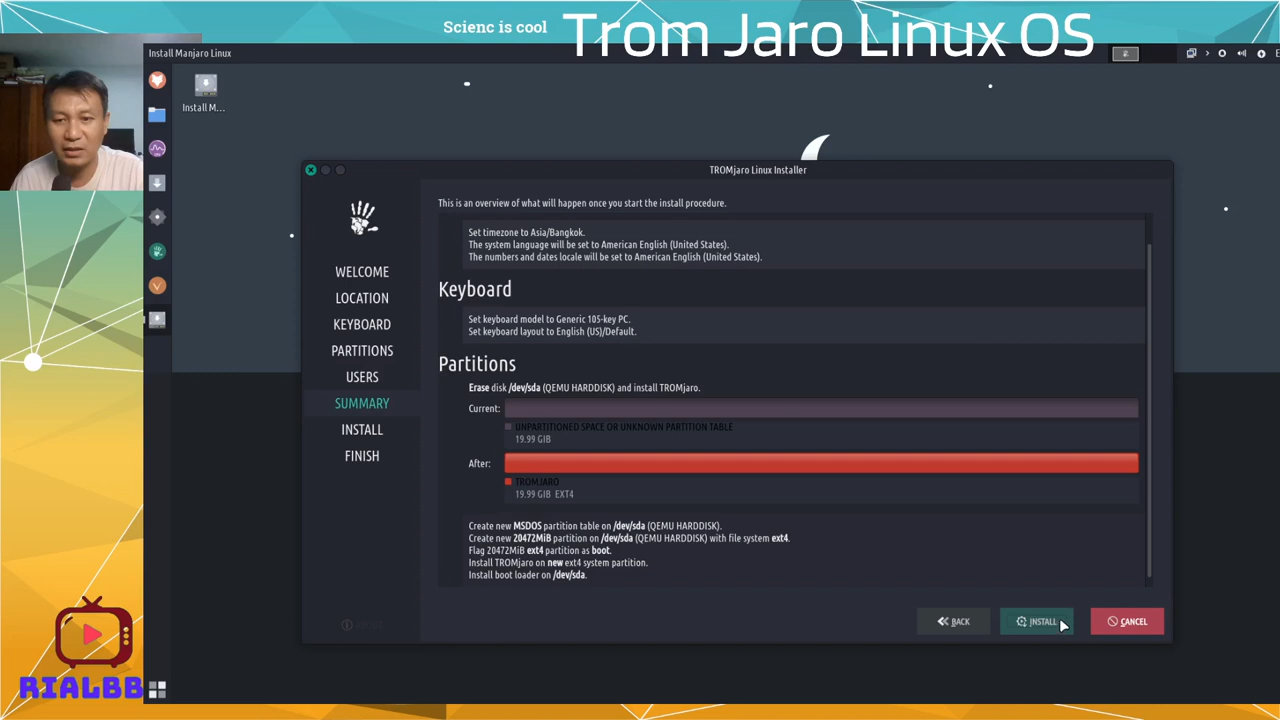 Scienc is cool
Trom Jaro Linux OS
Install Manjaro Linux
Install M...
TROMjaro Linux Installer
This is an overview of what will happen once you start the install procedure.
Set timezone to Asia/Bangkok.
The system language will be set to American English (United States).
The numbers and dates locale will be set to American English (United States).
WELCOME
LOCATION
KEYBOARD
PARTITIONS
USERS
SUMMARY
INSTALL
FINISH
ABOUT
Keyboard
Set keyboard model to Generic 105-key PC.
Set keyboard layout to English (US)/Default.
Partitions
Erase disk /dev/sda (QEMU HARDDISK) and install TROMjaro.
Current:
UNPARTITIONED SPACE OR UNKNOWN PARTITION TABLE
19.99 GIB
After:
TROMJARO
19.99 GIB EXT4
Create new MSDOS partition table on /dev/sda (QEMU HARDDISK).
Create new 20472MiB partition on /dev/sda (QEMU HARDDISK) with file system ext4.
Flag 20472MiB ext4 partition as boot.
Install TROMjaro on new ext4 system partition.
Install boot loader on /dev/sda.
BACK
INSTALL
CANCEL
RIALBB